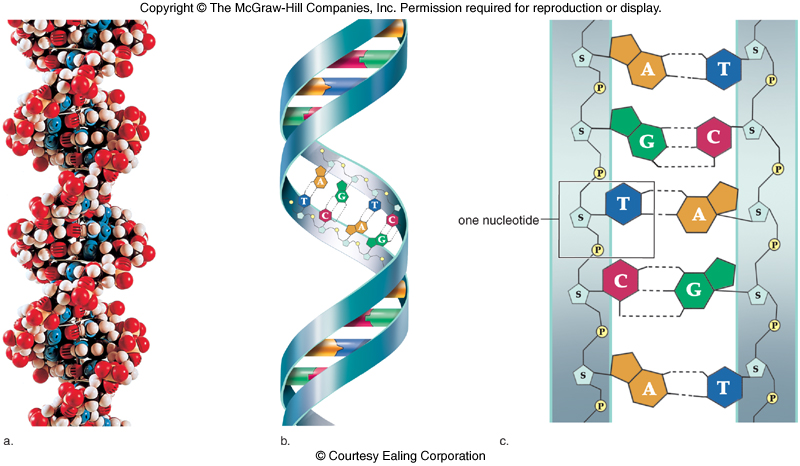 Copyright © The McGraw-Hill Companies, Inc. Permission required for reproduction or display.
A
G
T
T
C
C
A
G
S
A
T
S
P
P
S
G
C
S
P
P
one nucleotide
S
T
A
S
P
P
S
C
G
S
P
P
S
A
T
S
P
P
a.
b.
c.
© Courtesy Ealing Corporation